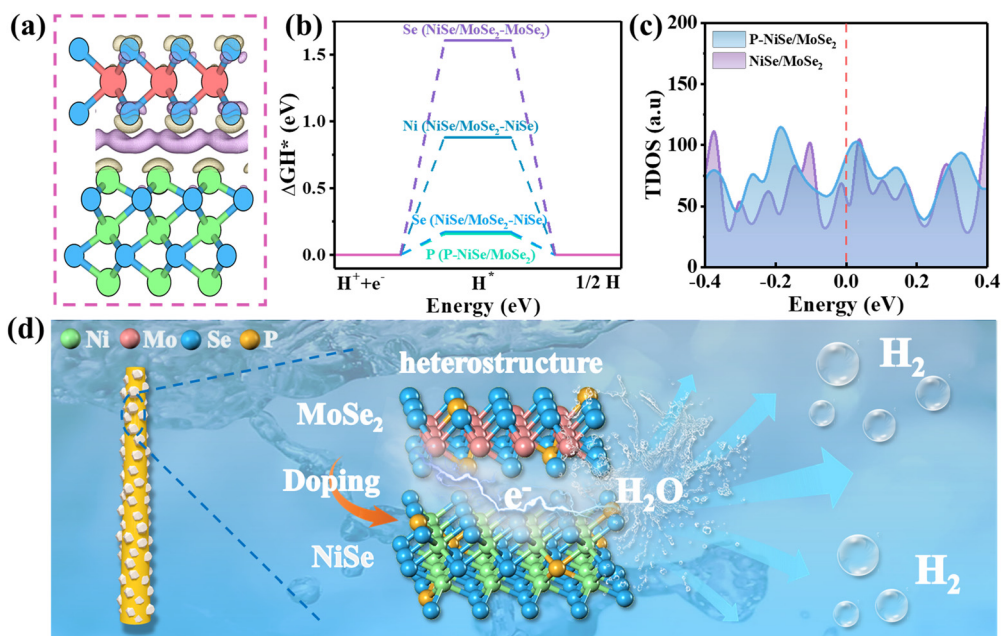 (a)
(b)
ΔGH* (eV)
1.5
1.0
0.5
0.0
Se (NiSe/MoSe₂-MoSe₂)
Ni (NiSe/MoSe₂-NiSe)
Se (NiSe/MoSe₂-NiSe)
P (P-NiSe/MoSe₂)
H⁺+e⁻ H* 1/2 H
Energy (eV)
(c)
TDOS (a.u)
200
150
100
50
0
P-NiSe/MoSe₂
NiSe/MoSe₂
-0.4 -0.2 0.0 0.2 0.4
Energy (eV)
(d)
Ni Mo Se P
heterostructure
MoSe₂
Doping
NiSe
e⁻
H₂O
H₂
H₂